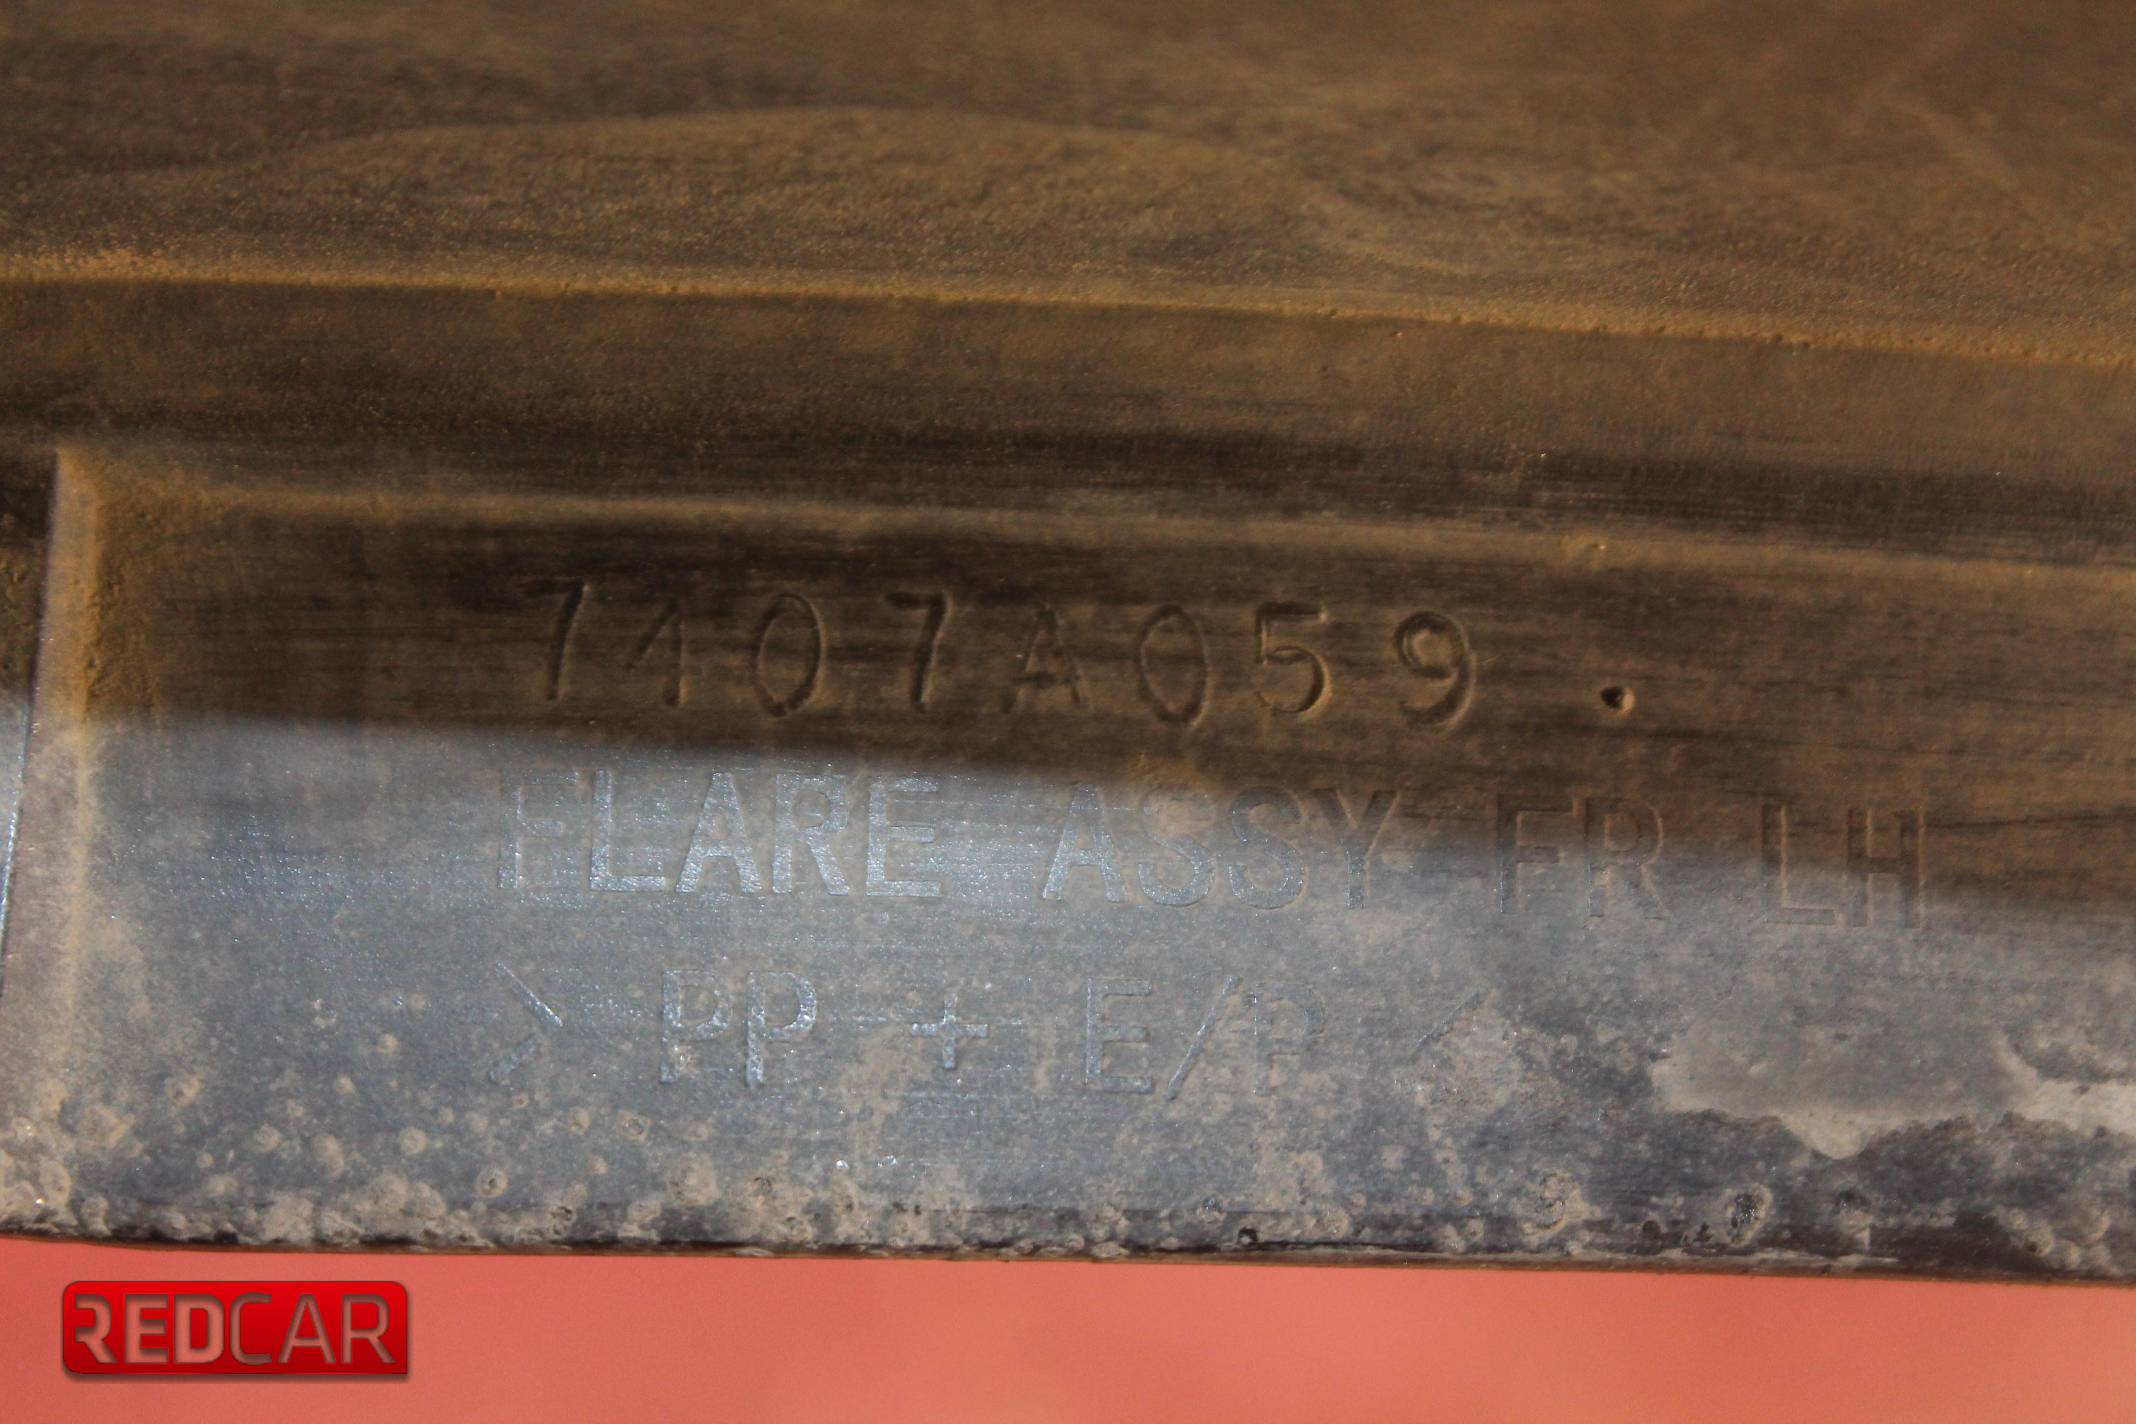 7407A059.
FLARE ASSY FR LH
> PP + E/P <
REDCAR